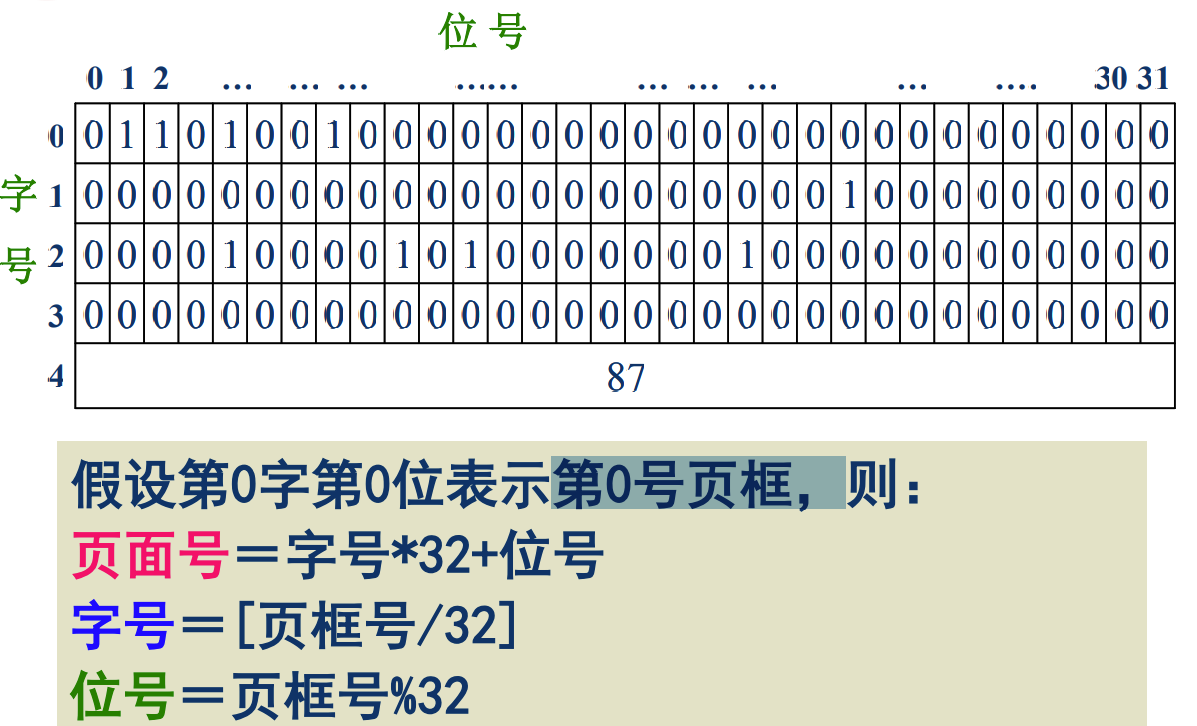 位 号
0 1 2 ... ... ... ...... ... ... ... ... .... 30 31
0 0 1 1 0 1 0 0 1 0 0 0 0 0 0 0 0 0 0 0 0 0 0 0 0 0 0 0 0 0 0 0 0
字 1 0 0 0 0 0 0 0 0 0 0 0 0 0 0 0 0 0 0 0 0 0 0 1 0 0 0 0 0 0 0 0 0
号 2 0 0 0 0 1 0 0 0 0 1 0 1 0 0 0 0 0 0 0 1 0 0 0 0 0 0 0 0 0 0 0 0
3 0 0 0 0 0 0 0 0 0 0 0 0 0 0 0 0 0 0 0 0 0 0 0 0 0 0 0 0 0 0 0 0
4 87
假设第0字第0位表示第0号页框，则：
页面号＝字号*32+位号
字号＝[页框号/32]
位号＝页框号%32